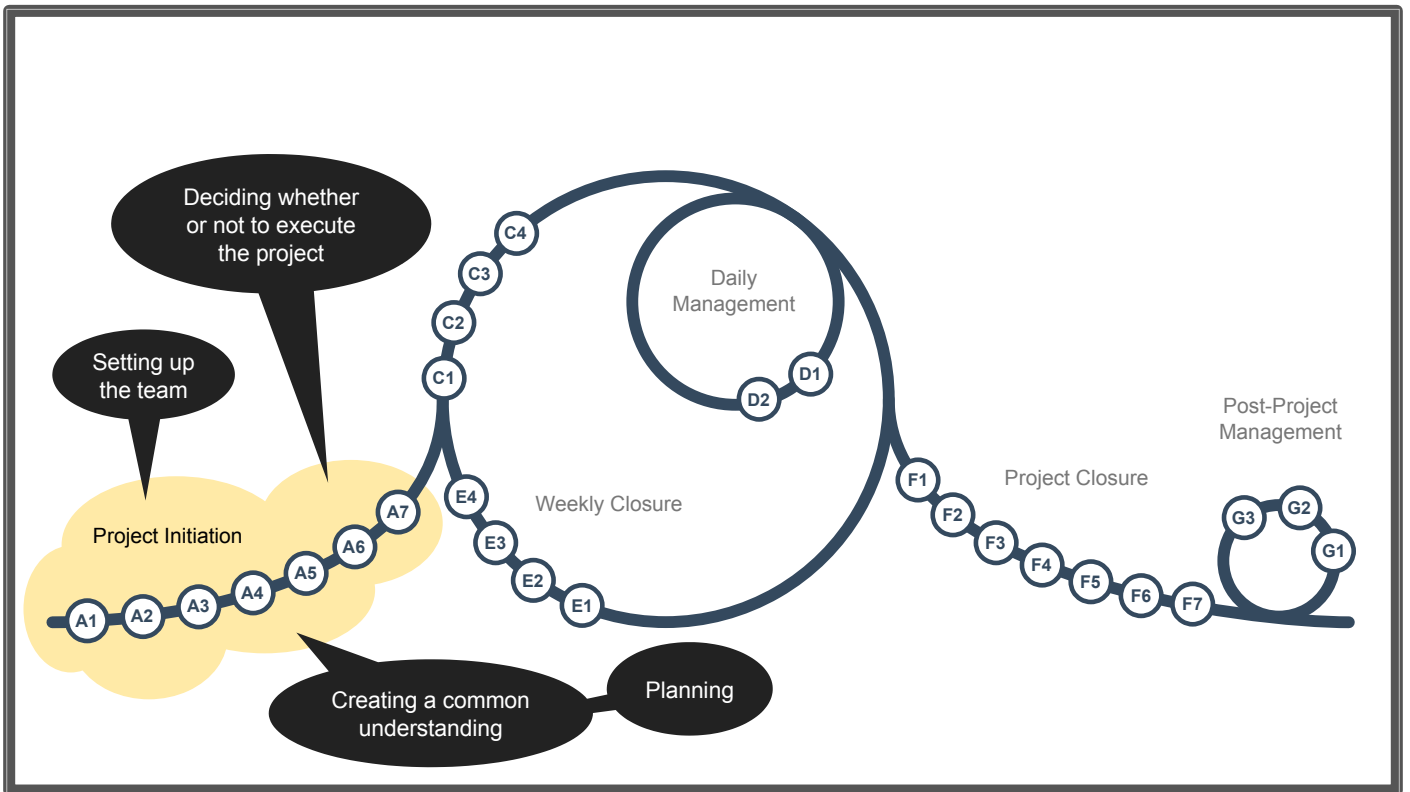 Deciding whether
or not to execute
the project
Setting up
the team
Project Initiation
A1
A2
A3
A4
A5
A6
A7
Creating a common
understanding
Planning
C1
C2
C3
C4
Daily
Management
D1
D2
Weekly Closure
E1
E2
E3
E4
Project Closure
F1
F2
F3
F4
F5
F6
F7
Post-Project
Management
G1
G2
G3